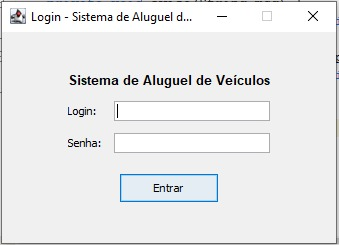 Login - Sistema de Aluguel d...
Sistema de Aluguel de Veículos
Login:
Senha:
Entrar